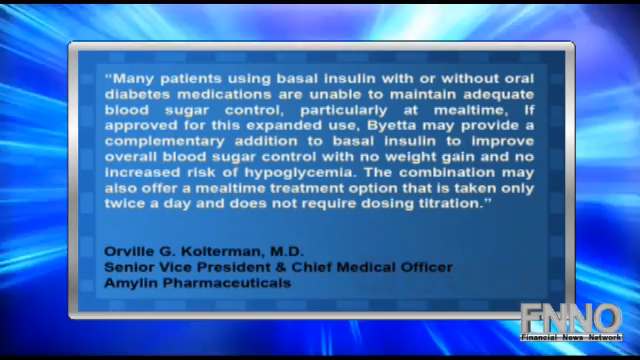 “Many patients using basal insulin with or without oral
diabetes medications are unable to maintain adequate
blood sugar control, particularly at mealtime, If
approved for this expanded use, Byetta may provide a
complementary addition to basal insulin to improve
overall blood sugar control with no weight gain and no
increased risk of hypoglycemia. The combination may
also offer a mealtime treatment option that is taken only
twice a day and does not require dosing titration.”
Orville G. Kolterman, M.D.
Senior Vice President & Chief Medical Officer
Amylin Pharmaceuticals
FNNO
Financial News Network